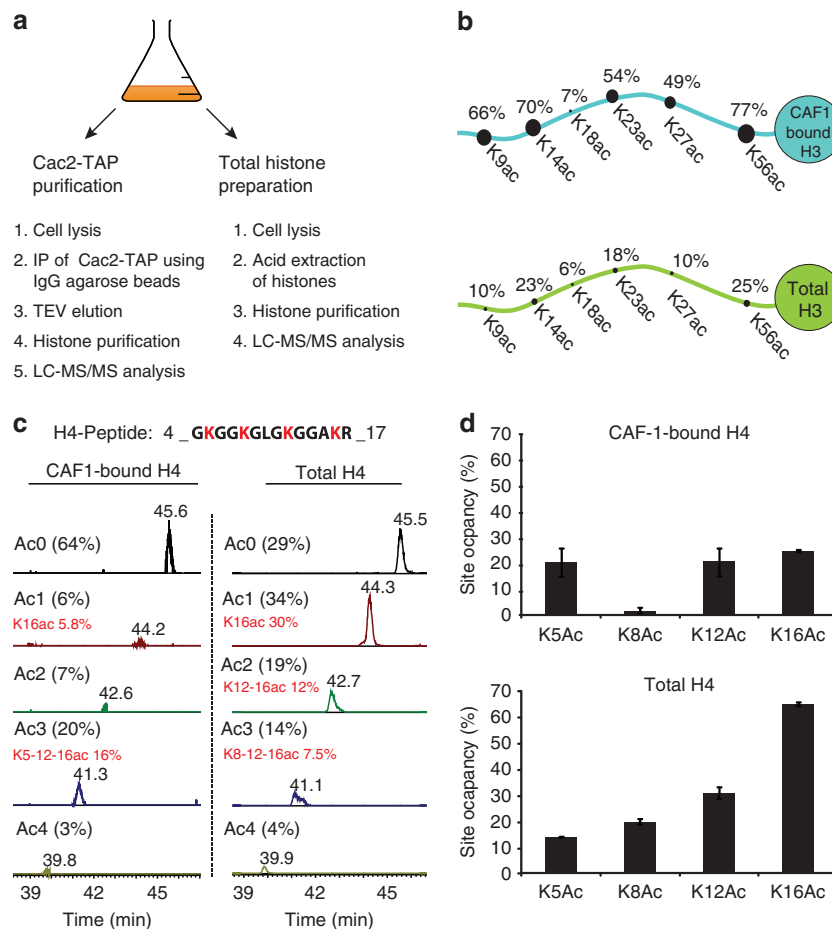 a
Cac2-TAP
purification
1. Cell lysis
2. IP of Cac2-TAP using
IgG agarose beads
3. TEV elution
4. Histone purification
5. LC-MS/MS analysis
Total histone
preparation
1. Cell lysis
2. Acid extraction
of histones
3. Histone purification
4. LC-MS/MS analysis
b
66%
70%
7%
54%
49%
77%
K9ac
K14ac
K18ac
K23ac
K27ac
K56ac
CAF1
bound
H3
10%
23%
6%
18%
10%
25%
K9ac
K14ac
K18ac
K23ac
K27ac
K56ac
Total
H3
c
H4-Peptide: 4 _ GKGGKGLGKGGAKR _17
CAF1-bound H4
Ac0 (64%)
45.6
Ac1 (6%)
K16ac 5.8%
44.2
Ac2 (7%)
42.6
Ac3 (20%)
K5-12-16ac 16%
41.3
Ac4 (3%)
39.8
39 42 45
Time (min)
Total H4
Ac0 (29%)
45.5
Ac1 (34%)
K16ac 30%
44.3
Ac2 (19%)
K12-16ac 12%
42.7
Ac3 (14%)
K8-12-16ac 7.5%
41.1
Ac4 (4%)
39.9
39 42 45
Time (min)
d
CAF-1-bound H4
Site ocpancy (%)
70
60
50
40
30
20
10
0
K5Ac K8Ac K12Ac K16Ac
Total H4
Site ocapancy (%)
70
60
50
40
30
20
10
0
K5Ac K8Ac K12Ac K16Ac